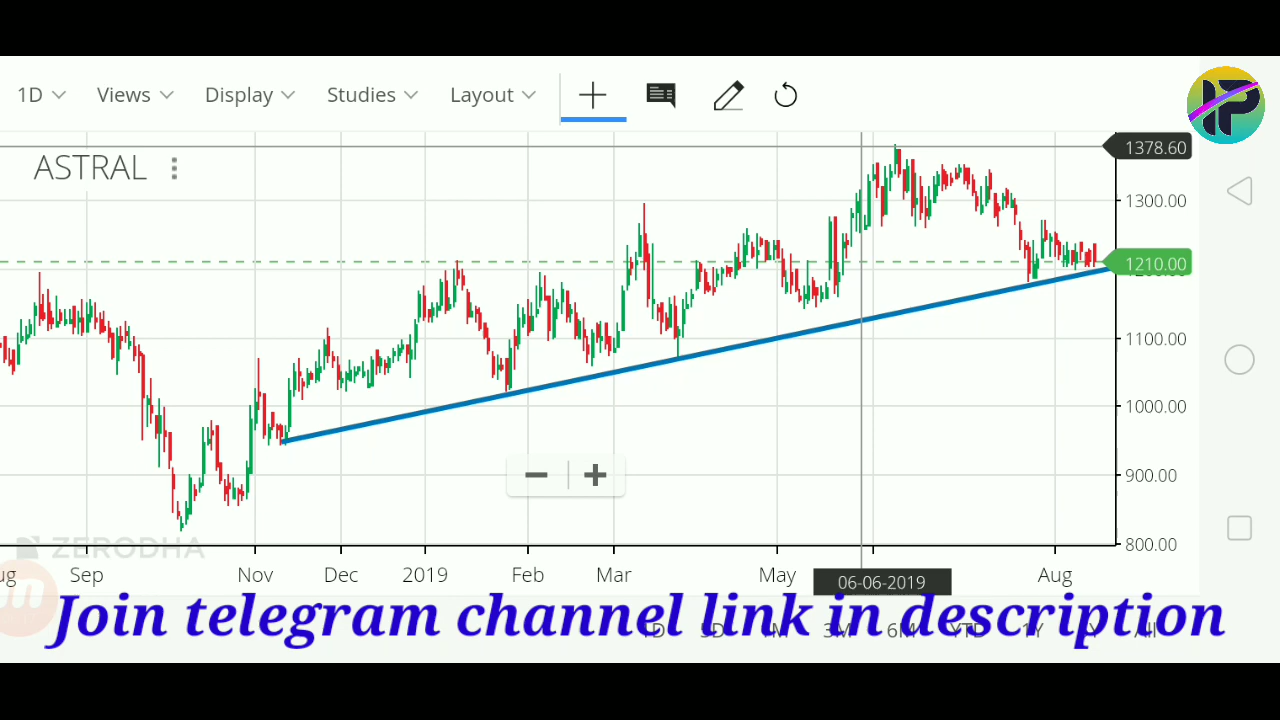 1D Views Display Studies Layout
ASTRAL
1378.60
1300.00
1210.00
1100.00
1000.00
900.00
800.00
ZERODHA
Sep Nov Dec 2019 Feb Mar May 06-06-2019 Aug
Join telegram channel link in description
1D 5D 1M 3M 6M YTD 1Y All